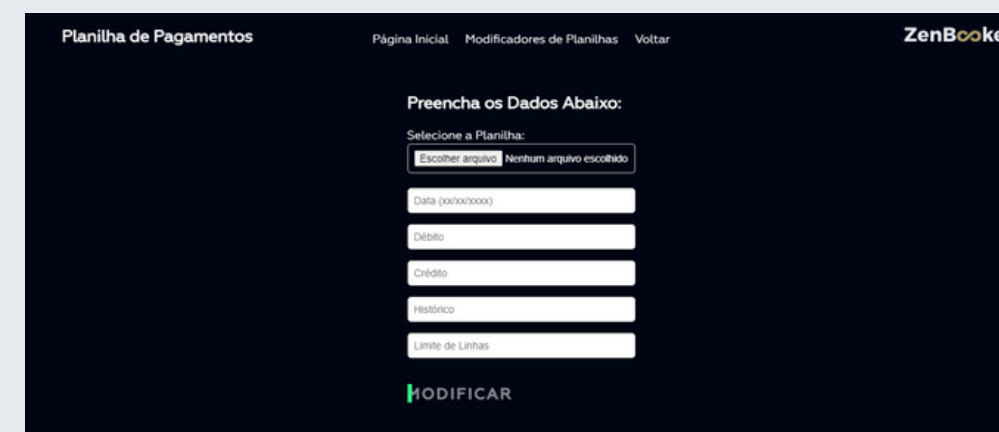 Planilha de Pagamentos
Página Inicial Modificadores de Planilhas Voltar
ZenBooke
Preencha os Dados Abaixo:
Selecione a Planilha:
Escolher arquivo Nenhum arquivo escolhido
Data (xx/xx/xxxx)
Débito
Crédito
Histórico
Limite de Linhas
MODIFICAR